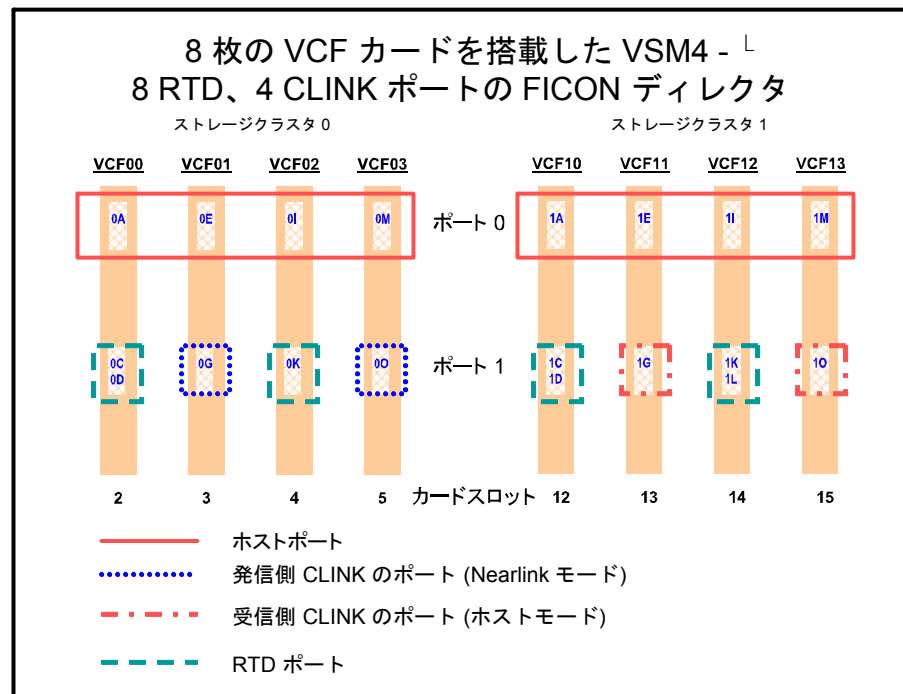 8 枚の VCF カードを搭載した VSM4 - └
8 RTD、4 CLINK ポートの FICON ディレクタ
ストレージクラスタ 0 ストレージクラスタ 1
VCF00 VCF01 VCF02 VCF03 VCF10 VCF11 VCF12 VCF13
0A 0E 0I 0M ポート 0 1A 1E 1I 1M
0C 0G 0K 0O ポート 1 1C 1G 1K 1O
0D 1D 1L
2 3 4 5 カードスロット 12 13 14 15
ホストポート
発信側 CLINK のポート (Nearlink モード)
受信側 CLINK のポート (ホストモード)
RTD ポート